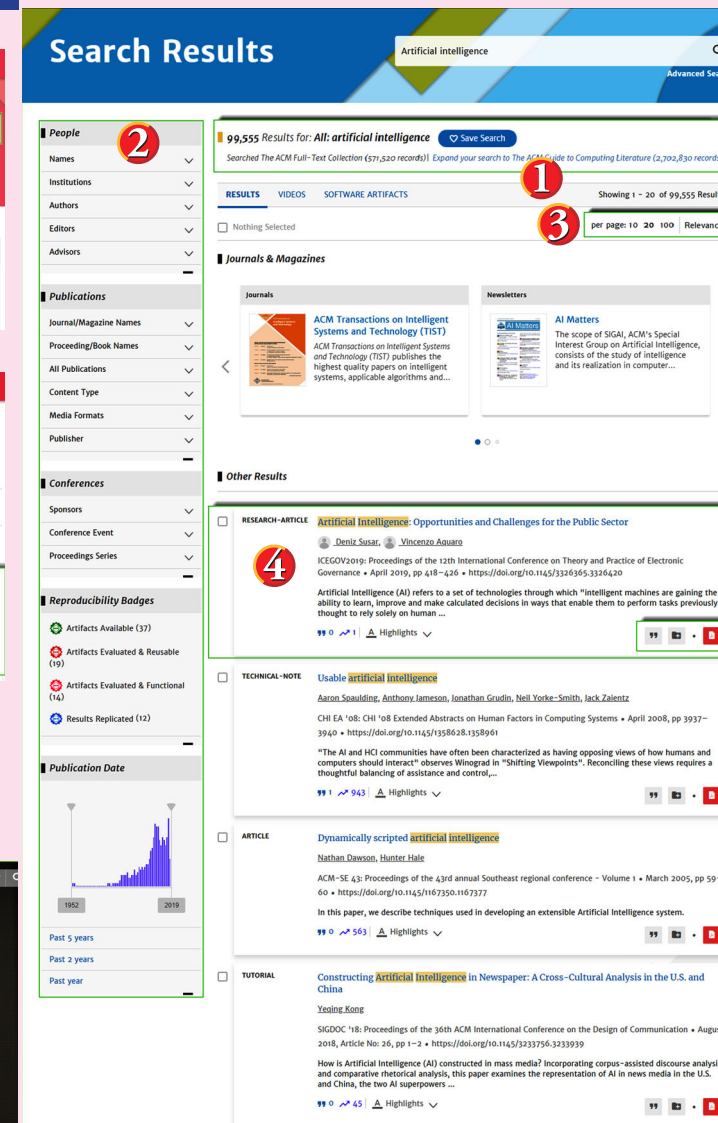 Search Results
Artificial intelligence
Advanced Sea
People
2
Names
Institutions
Authors
Editors
Advisors
Publications
Journal/Magazine Names
Proceeding/Book Names
All Publications
Content Type
Media Formats
Publisher
Conferences
Sponsors
Conference Event
Proceedings Series
Reproducibility Badges
Artifacts Available (37)
Artifacts Evaluated & Reusable
(19)
Artifacts Evaluated & Functional
(14)
Results Replicated (12)
Publication Date
1952 2019
Past 5 years
Past 2 years
Past year
99,555 Results for: All: artificial intelligence Save Search
Searched The ACM Full-Text Collection (571,520 records)| Expand your search to The ACM Guide to Computing Literature (2,702,830 records
1
RESULTS VIDEOS SOFTWARE ARTIFACTS Showing 1 - 20 of 99,555 Resul
Nothing Selected
3
per page: 10 20 100 Relevanc
Journals & Magazines
Journals
ACM Transactions on Intelligent
Systems and Technology (TIST)
ACM Transactions on Intelligent Systems
and Technology (TIST) publishes the
highest quality papers on intelligent
systems, applicable algorithms and...
Newsletters
AI Matters
AI Matters
The scope of SIGAI, ACM's Special
Interest Group on Artificial Intelligence,
consists of the study of intelligence
and its realization in computer...
Other Results
RESEARCH-ARTICLE Artificial Intelligence: Opportunities and Challenges for the Public Sector
Deniz Susar, Vincenzo Aquaro
4
ICEGOV2019: Proceedings of the 12th International Conference on Theory and Practice of Electronic
Governance • April 2019, pp 418–426 • https://doi.org/10.1145/3326365.3326420
Artificial Intelligence (AI) refers to a set of technologies through which "intelligent machines are gaining the
ability to learn, improve and make calculated decisions in ways that enable them to perform tasks previously
thought to rely solely on human ...
0 1 A Highlights
TECHNICAL-NOTE Usable artificial intelligence
Aaron Spaulding, Anthony Jameson, Jonathan Grudin, Neil Yorke-Smith, Jack Zaientz
CHI EA '08: CHI '08 Extended Abstracts on Human Factors in Computing Systems • April 2008, pp 3937–
3940 • https://doi.org/10.1145/1358628.1358961
"The AI and HCI communities have often been characterized as having opposing views of how humans and
computers should interact" observes Winograd in "Shifting Viewpoints". Reconciling these views requires a
thoughtful balancing of assistance and control,...
1 943 A Highlights
ARTICLE Dynamically scripted artificial intelligence
Nathan Dawson, Hunter Hale
ACM-SE 43: Proceedings of the 43rd annual Southeast regional conference - Volume 1 • March 2005, pp 59–
60 • https://doi.org/10.1145/1167350.1167377
In this paper, we describe techniques used in developing an extensible Artificial Intelligence system.
0 563 A Highlights
TUTORIAL Constructing Artificial Intelligence in Newspaper: A Cross-Cultural Analysis in the U.S. and
China
Yeqing Kong
SIGDOC '18: Proceedings of the 36th ACM International Conference on the Design of Communication • Augus
2018, Article No: 26, pp 1–2 • https://doi.org/10.1145/3233756.3233939
How is Artificial Intelligence (AI) constructed in mass media? Incorporating corpus-assisted discourse analysi
and comparative rhetorical analysis, this paper examines the representation of AI in news media in the U.S.
and China, the two AI superpowers ...
0 45 A Highlights